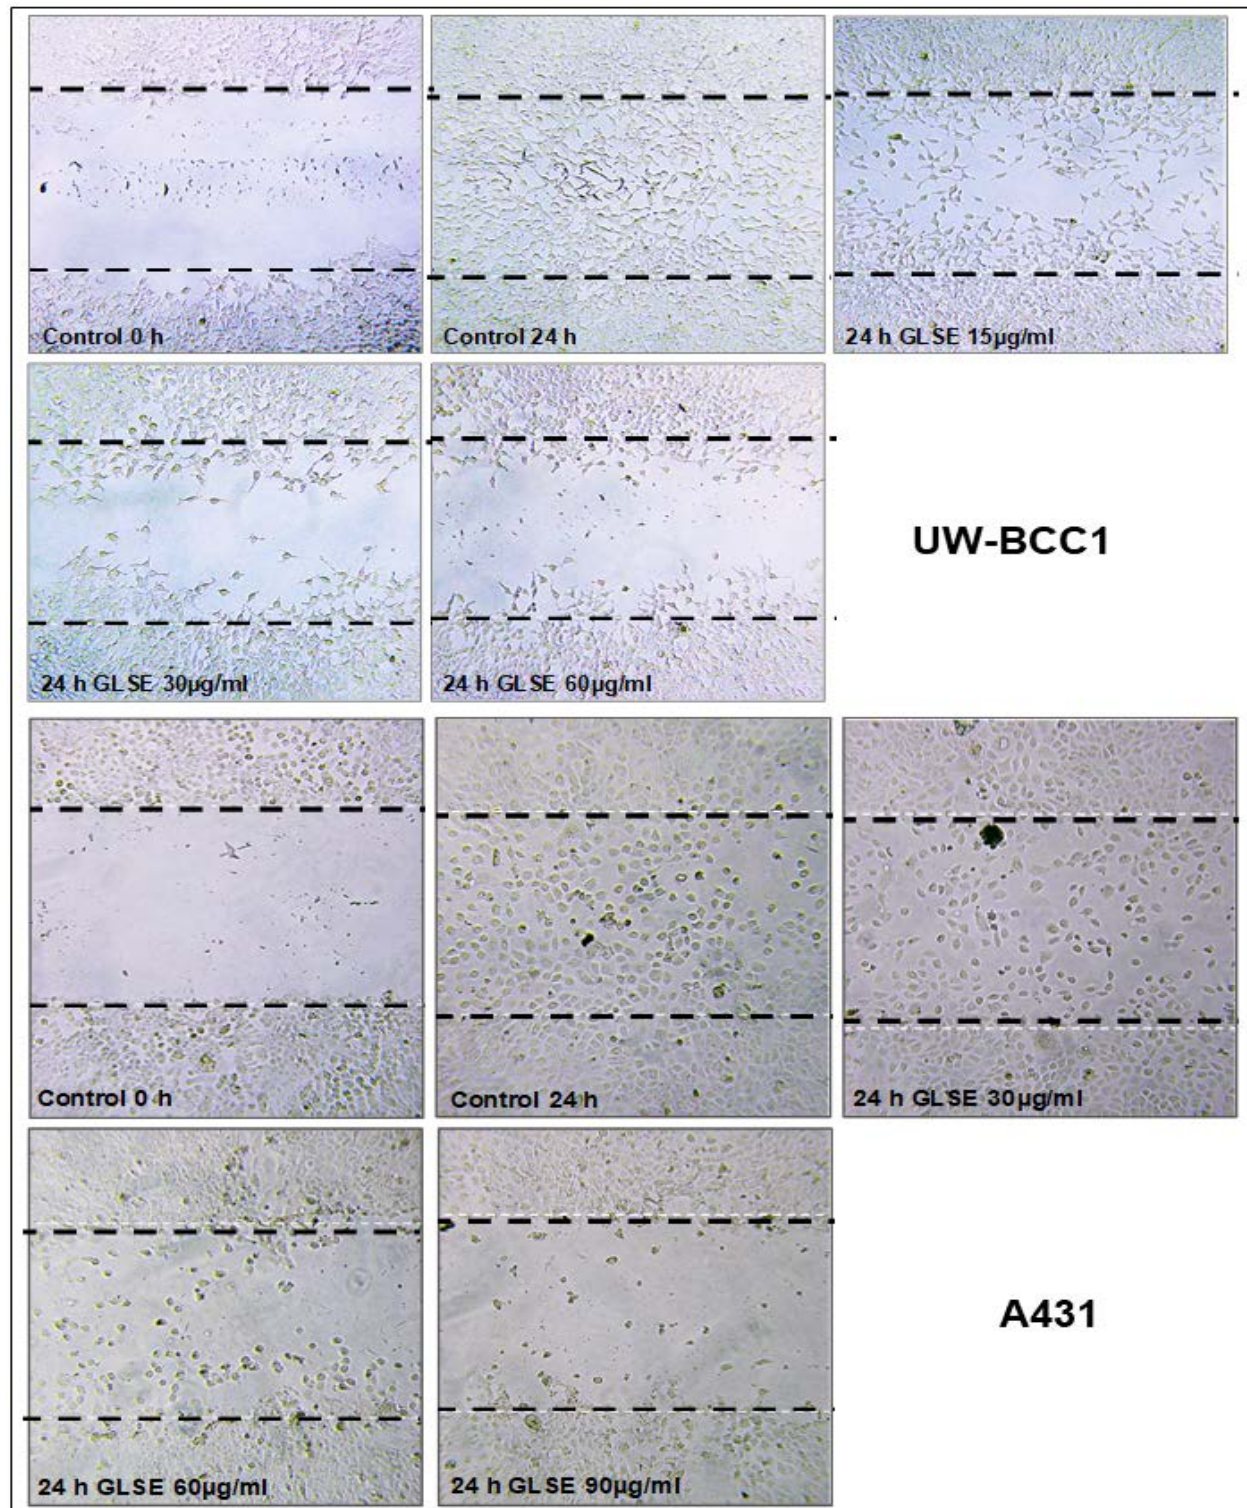 Control 0 h
Control 24 h
24 h GLSE 15µg/ml
24 h GLSE 30µg/ml
24 h GLSE 60µg/ml
UW-BCC1
Control 0 h
Control 24 h
24 h GLSE 30µg/ml
24 h GLSE 60µg/ml
24 h GLSE 90µg/ml
A431